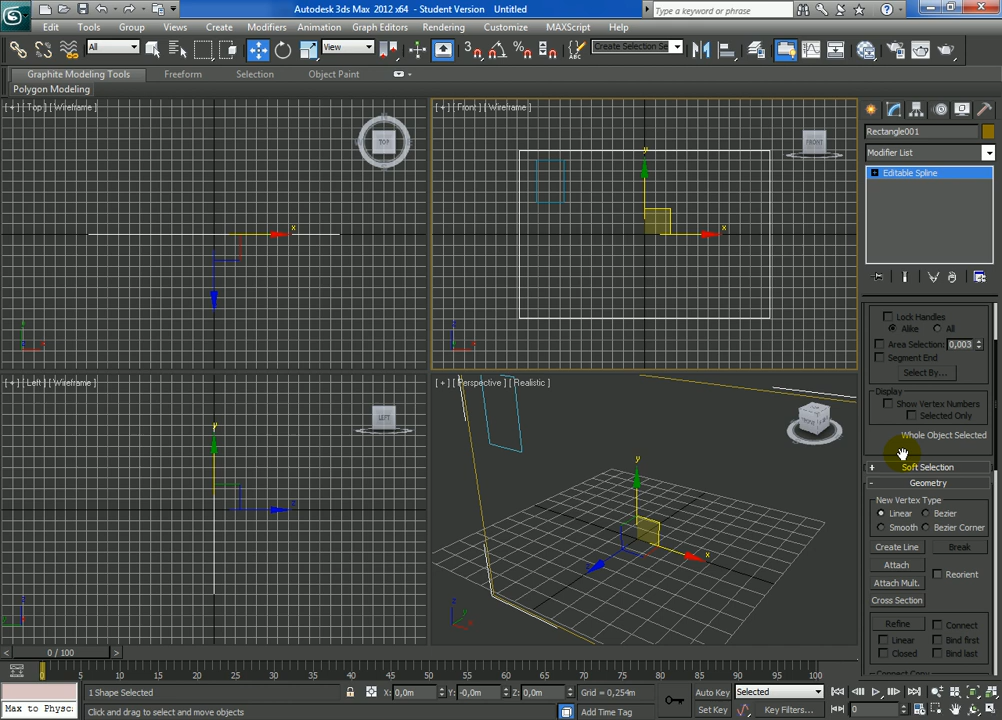 Autodesk 3ds Max 2012 x64 - Student Version Untitled
Type a keyword or phrase
Edit Tools Group Views Create Modifiers Animation Graph Editors Rendering Customize MAXScript Help
All View 3 Create Selection Se
Graphite Modeling Tools Freeform Selection Object Paint
Polygon Modeling
[ + ] [ Top ] [ Wireframe ]
TOP
x
[ + ] [ Front ] [ Wireframe ]
FRONT
y
x
[ + ] [ Left ] [ Wireframe ]
LEFT
y
[ + ] [ Perspective ] [ Realistic ]
y
x
z
Rectangle001
Modifier List
Editable Spline
Lock Handles
Alike All
Area Selection: 0,003
Segment End
Select By...
Display
Show Vertex Numbers
Selected Only
Whole Object Selected
+ Soft Selection
- Geometry
New Vertex Type
Linear Bezier
Smooth Bezier Corner
Create Line Break
Attach
Reorient
Attach Mult.
Cross Section
Refine Connect
Linear Bind first
Closed Bind last
Connect Copy
< 0 / 100 >
0 5 10 15 20 25 30 35 40 45 50 55 60 65 70 75 80 85 90 95 100
1 Shape Selected X: 0,0m Y: -0,0m Z: 0,0m Grid = 0,254m Auto Key Selected
Max to Physc: Click and drag to select and move objects Add Time Tag Set Key Key Filters... 0